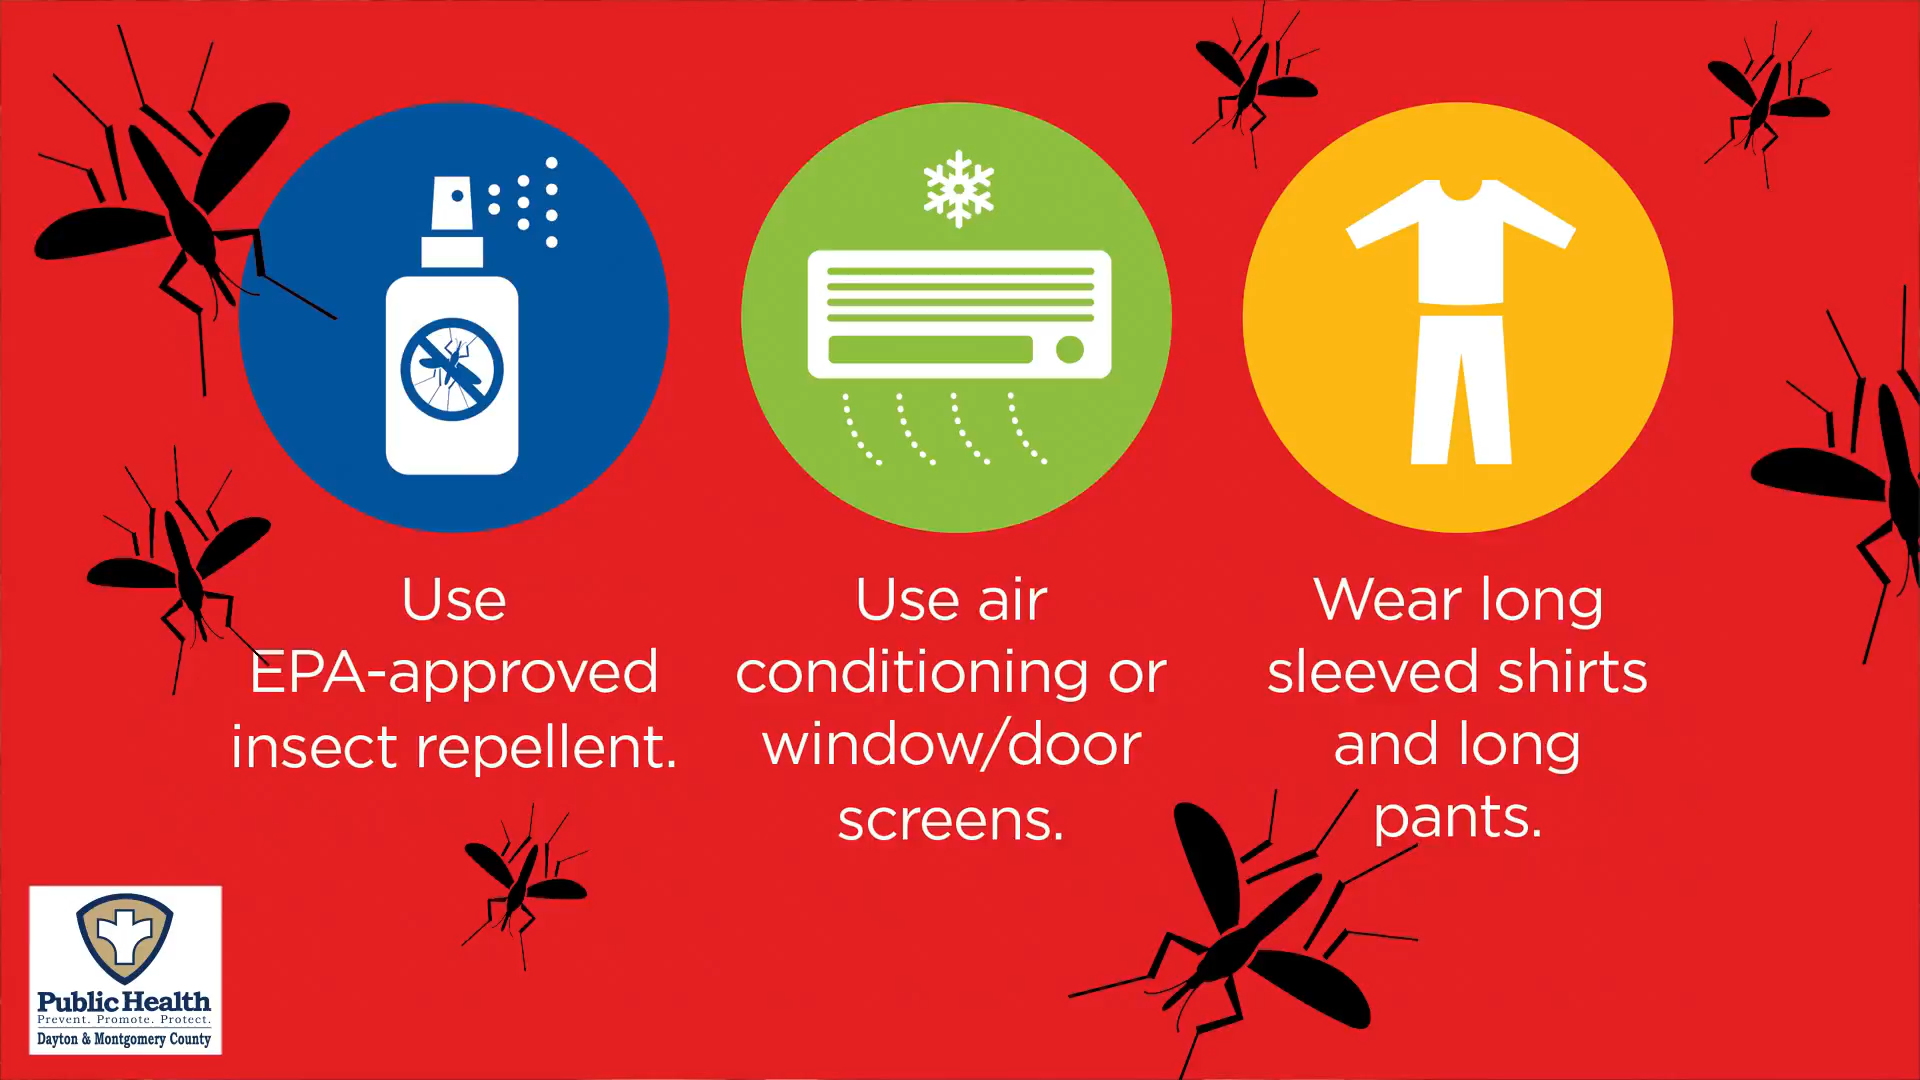 Use
EPA-approved
insect repellent.
Use air
conditioning or
window/door
screens.
Wear long
sleeved shirts
and long
pants.
Public Health
Prevent. Promote. Protect.
Dayton & Montgomery County